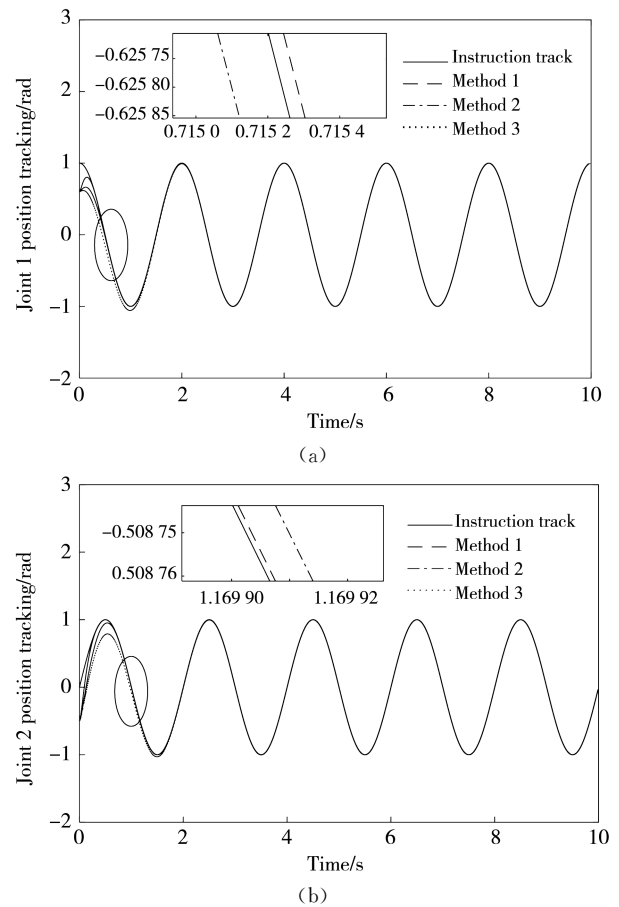 3
2
1
0
−1
−2
Joint 1 position tracking/rad
−0.625 75
−0.625 80
−0.625 85
0.715 0 0.715 2 0.715 4
Instruction track
Method 1
Method 2
Method 3
0 2 4 6 8 10
Time/s
(a)
3
2
1
0
−1
−2
Joint 2 position tracking/rad
−0.508 75
0.508 76
1.169 90 1.169 92
Instruction track
Method 1
Method 2
Method 3
0 2 4 6 8 10
Time/s
(b)